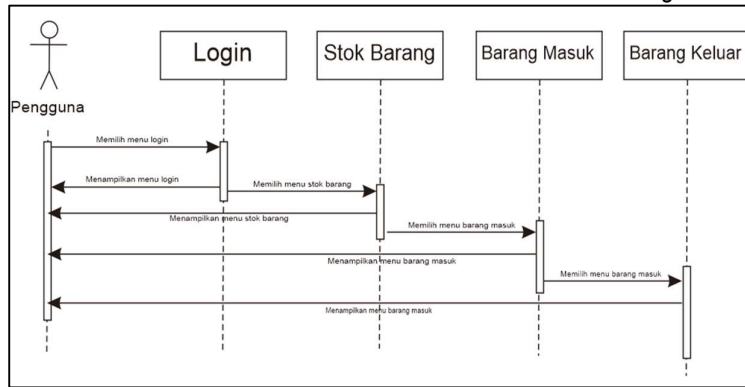 Login
Stok Barang
Barang Masuk
Barang Keluar
Pengguna
Memilih menu login
Menampilkan menu login
Memilih menu stok barang
Menampilkan menu stok barang
Memilih menu barang masuk
Menampilkan menu barang masuk
Memilih menu barang masuk
Menampilkan menu barang masuk